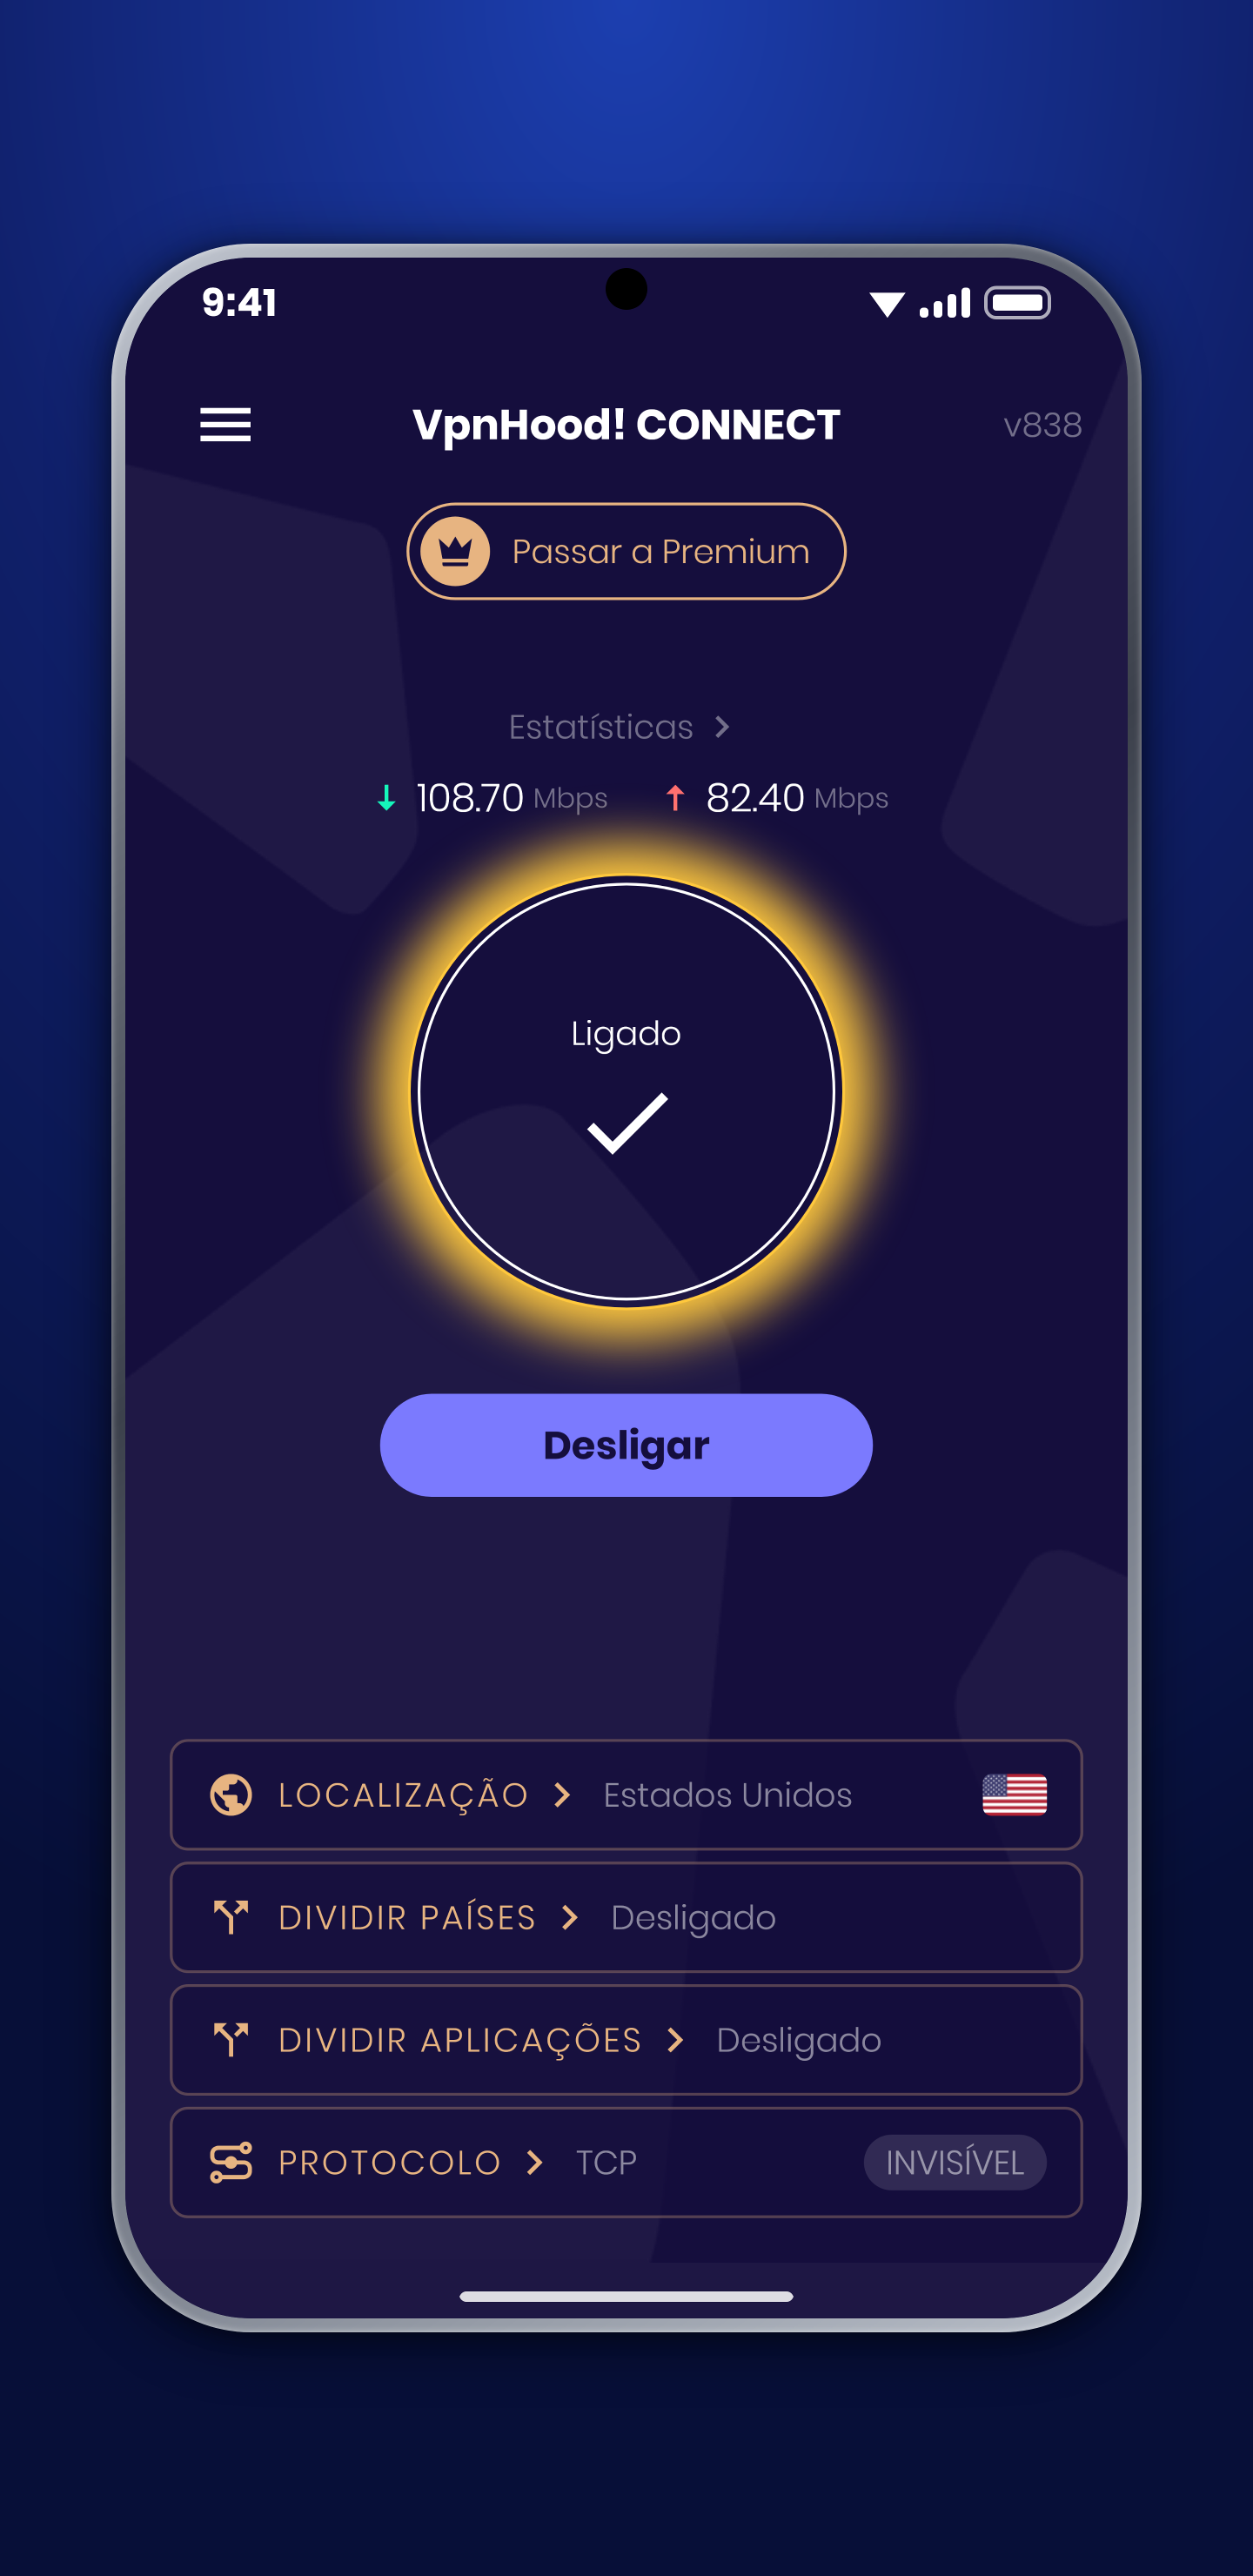 9:41
VpnHood! CONNECT v838
Passar a Premium
Estatísticas
108.70 Mbps 82.40 Mbps
Ligado
Desligar
LOCALIZAÇÃO Estados Unidos
DIVIDIR PAÍSES Desligado
DIVIDIR APLICAÇÕES Desligado
PROTOCOLO TCP INVISÍVEL